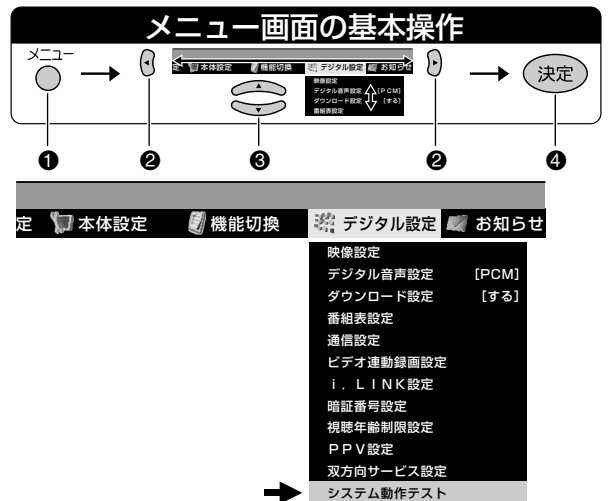 メニュー画面の基本操作
メニュー
定 本体設定 機能切換 デジタル設定 お知らせ
映像設定
デジタル音声設定 [PCM]
ダウンロード設定 [する]
番組表設定
決定
❶ ❷ ❸ ❷ ❹
定 本体設定 機能切換 デジタル設定 お知らせ
映像設定
デジタル音声設定 [PCM]
ダウンロード設定 [する]
番組表設定
通信設定
ビデオ連動録画設定
i.LINK設定
暗証番号設定
視聴年齢制限設定
PPV設定
双方向サービス設定
システム動作テスト